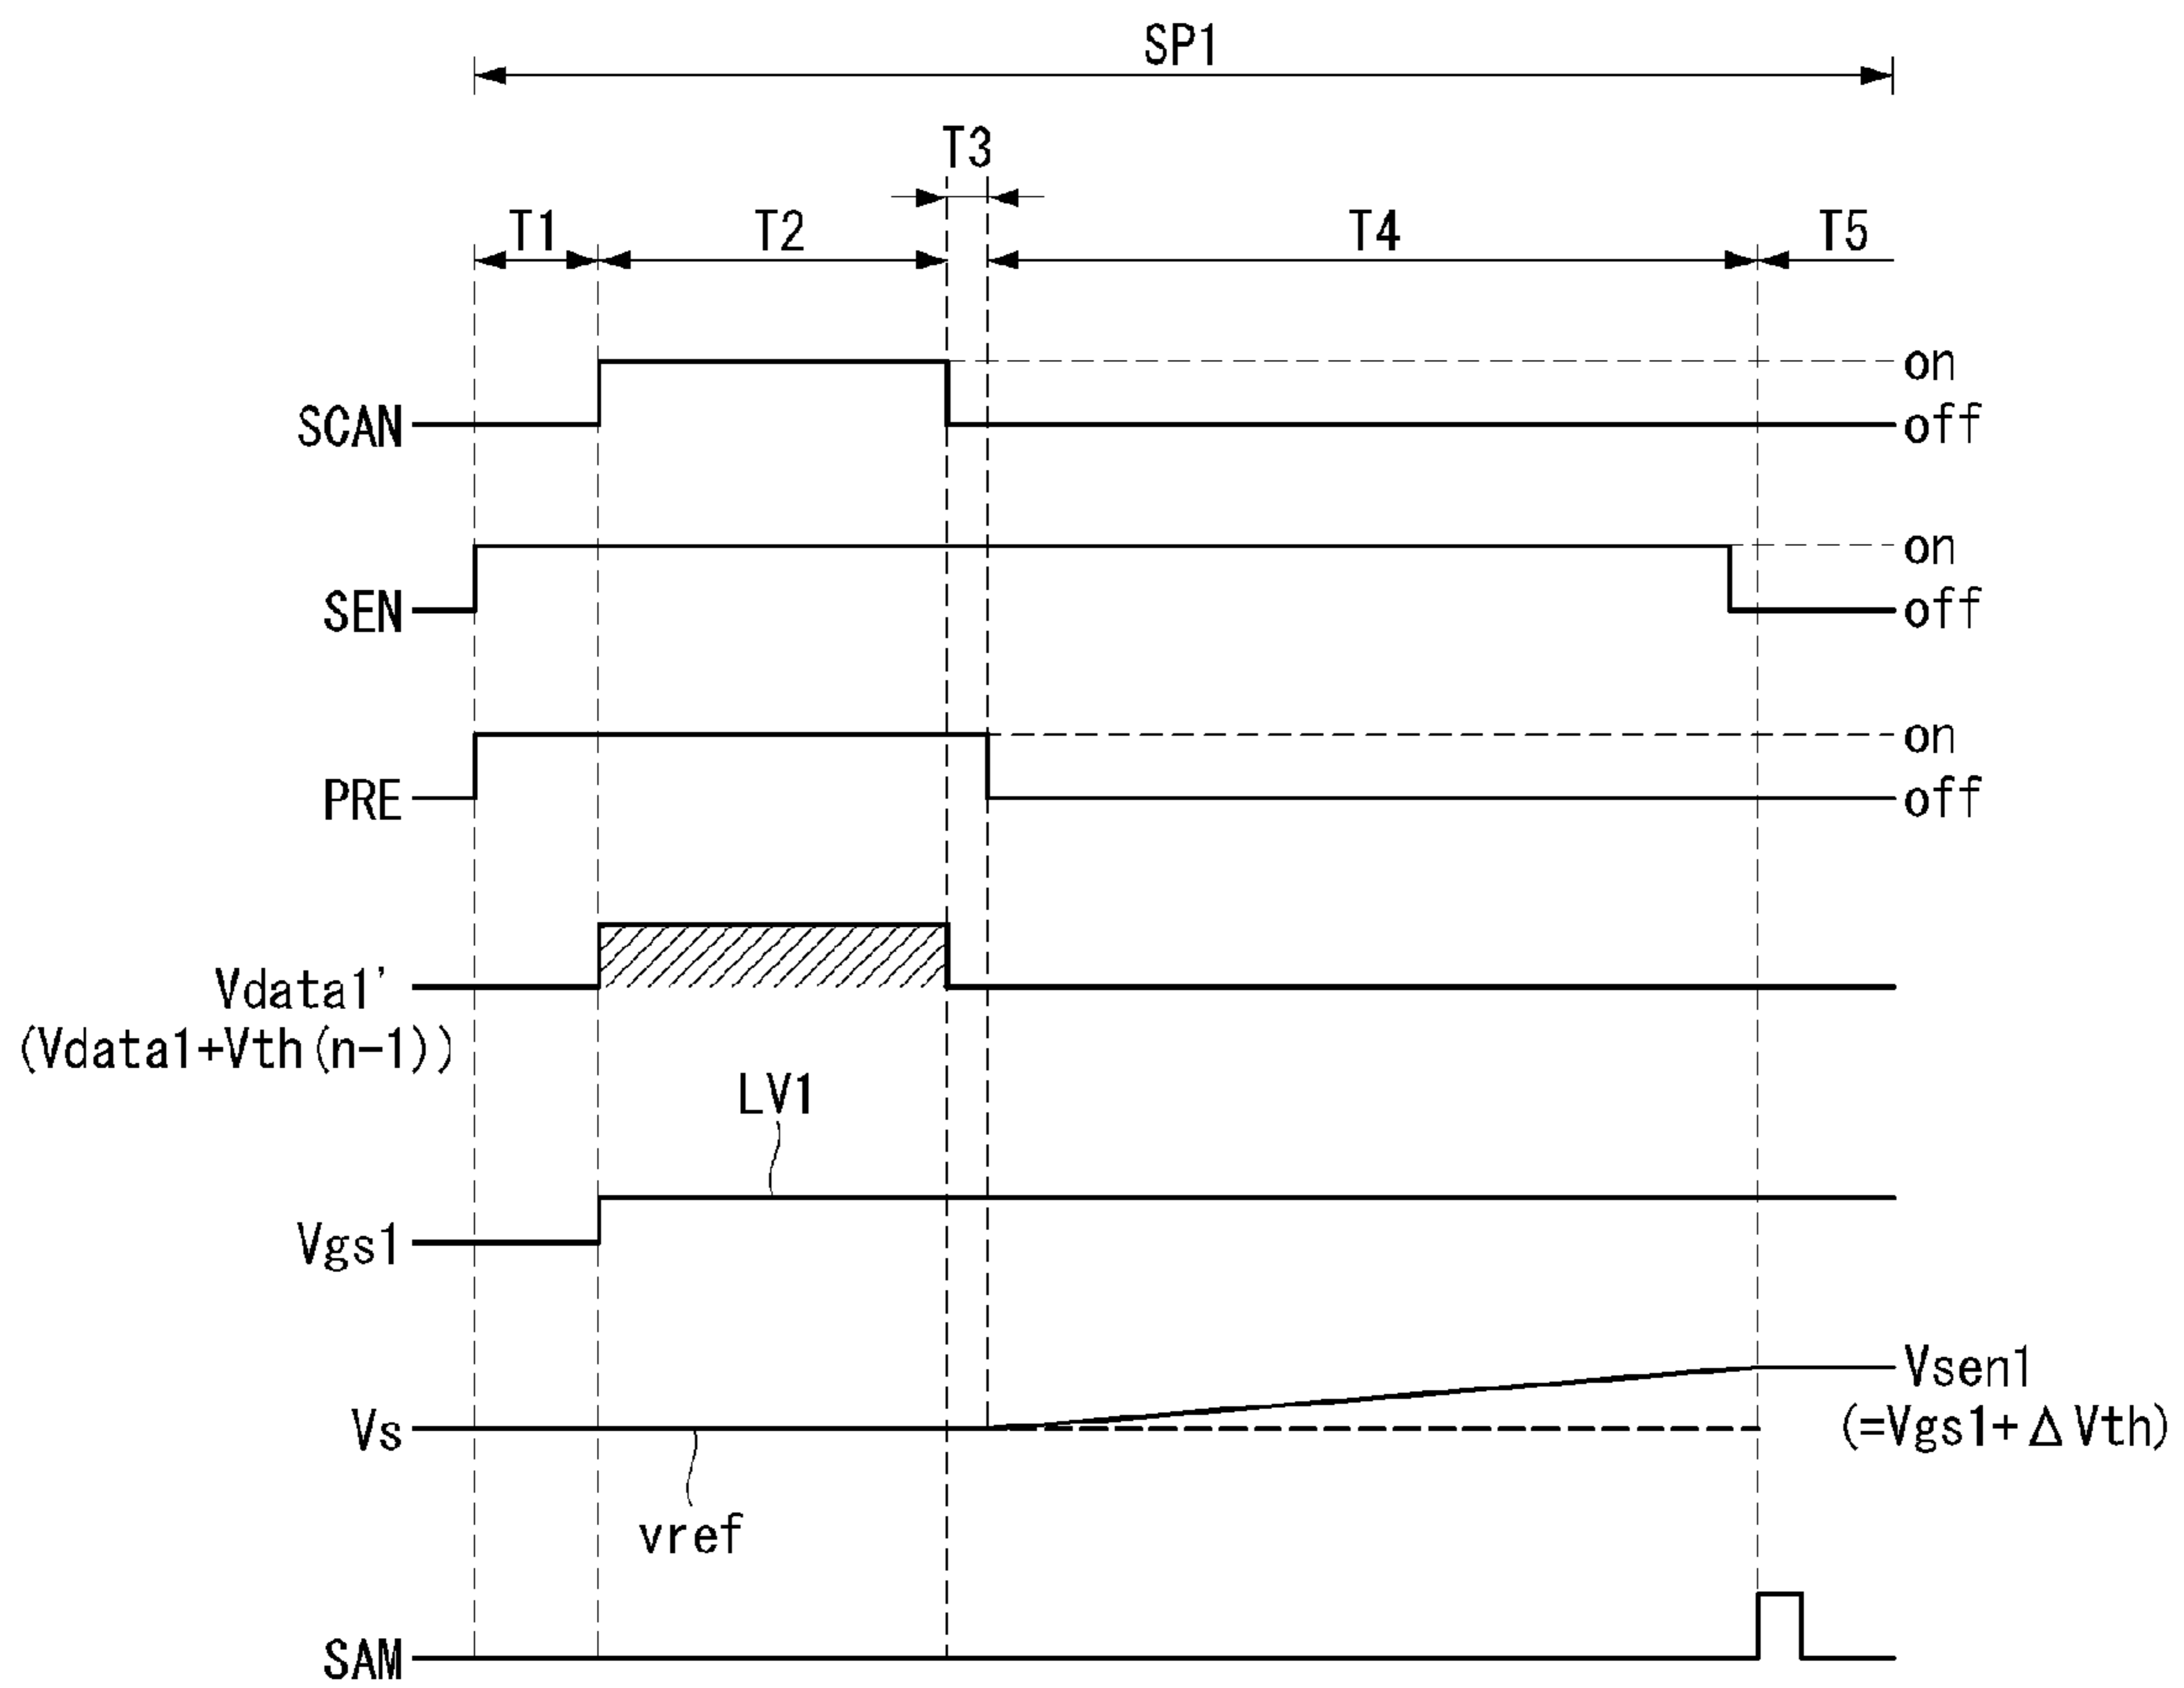 SP1
T3
T1 T2 T4 T5
on
SCAN off
on
SEN off
on
PRE off
Vdata1'
(Vdata1+Vth(n-1))
LV1
Vgs1
Vsen1
Vs (=Vgs1+ΔVth)
vref
SAM